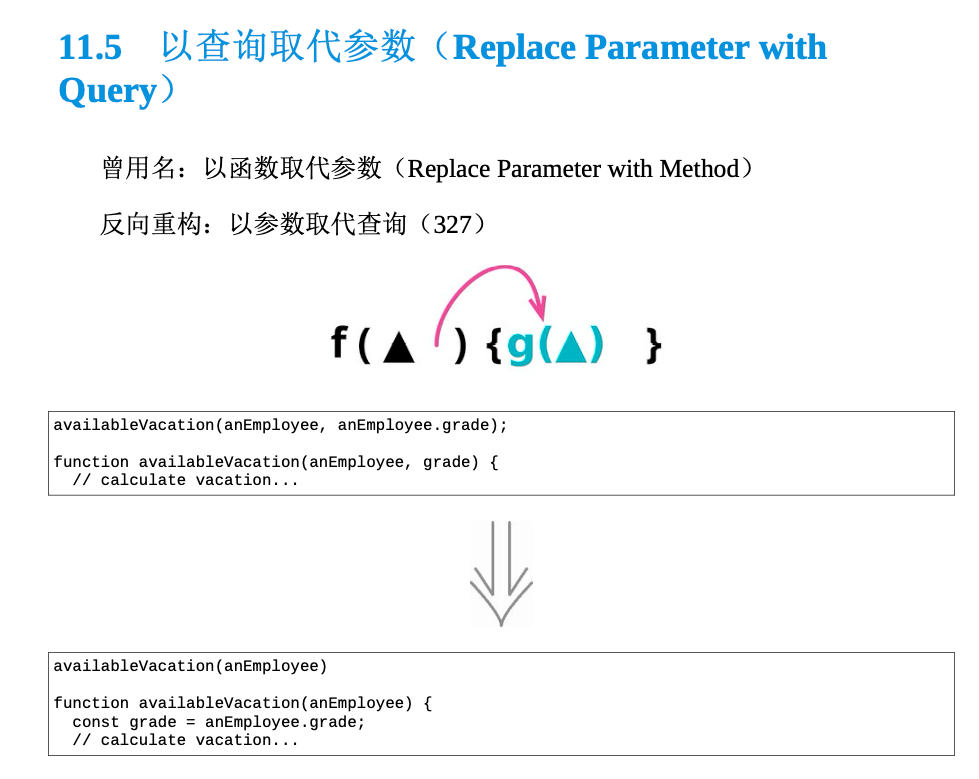 11.5 以查询取代参数（Replace Parameter with
Query）
曾用名：以函数取代参数（Replace Parameter with Method）
反向重构：以参数取代查询（327）
f(▲ ){g(▲) }
availableVacation(anEmployee, anEmployee.grade);
function availableVacation(anEmployee, grade) {
  // calculate vacation...
availableVacation(anEmployee)
function availableVacation(anEmployee) {
  const grade = anEmployee.grade;
  // calculate vacation...